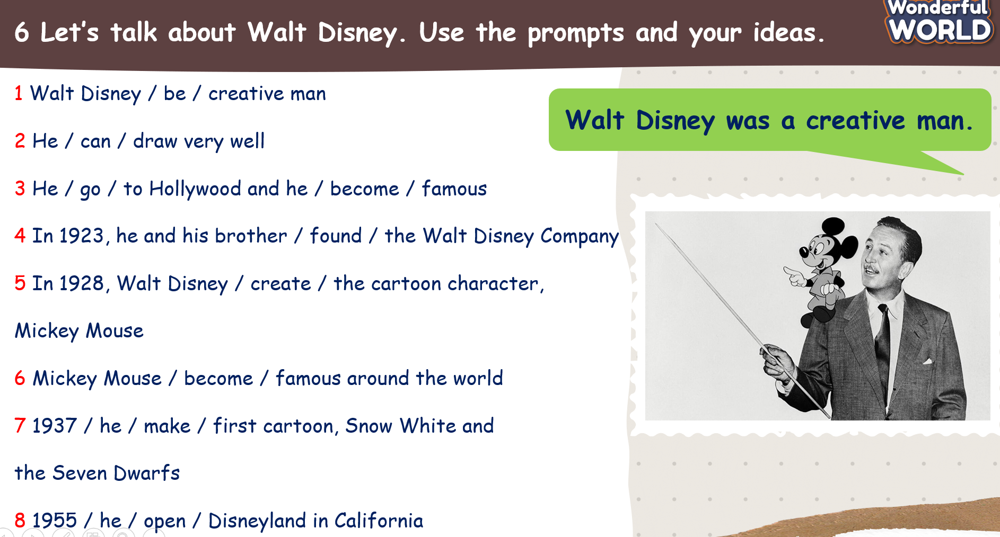 6 Let's talk about Walt Disney. Use the prompts and your ideas.
Wonderful
WORLD
1 Walt Disney / be / creative man
Walt Disney was a creative man.
2 He / can / draw very well
3 He / go / to Hollywood and he / become / famous
4 In 1923, he and his brother / found / the Walt Disney Company
5 In 1928, Walt Disney / create / the cartoon character,
Mickey Mouse
6 Mickey Mouse / become / famous around the world
7 1937 / he / make / first cartoon, Snow White and
the Seven Dwarfs
8 1955 / he / open / Disneyland in California